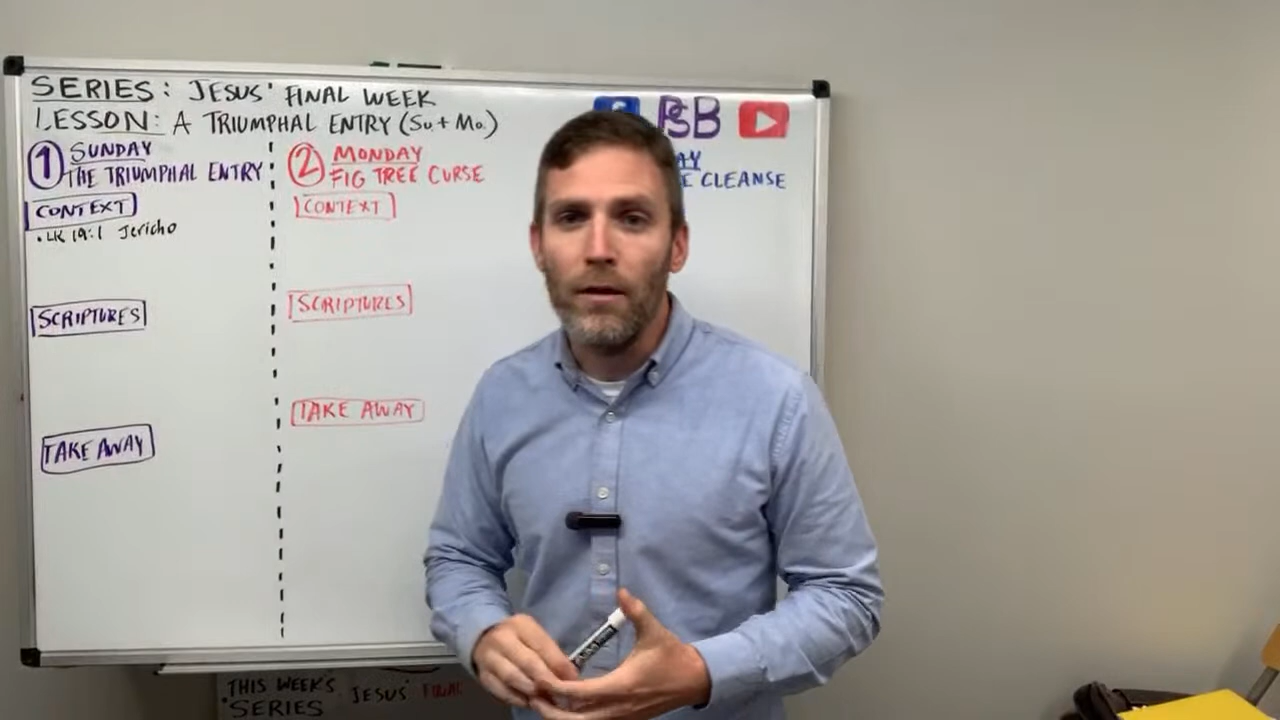 SERIES: JESUS' FINAL WEEK
LESSON: A TRIUMPHAL ENTRY (Su. + Mo.)
PSB
1 SUNDAY
THE TRIUMPHAL ENTRY
2 MONDAY
FIG TREE CURSE
CLEANSE
CONTEXT
• LK 19:1 Jericho
CONTEXT
SCRIPTURES
SCRIPTURES
TAKE AWAY
TAKE AWAY
THIS WEEK'S JESUS' FINAL
SERIES